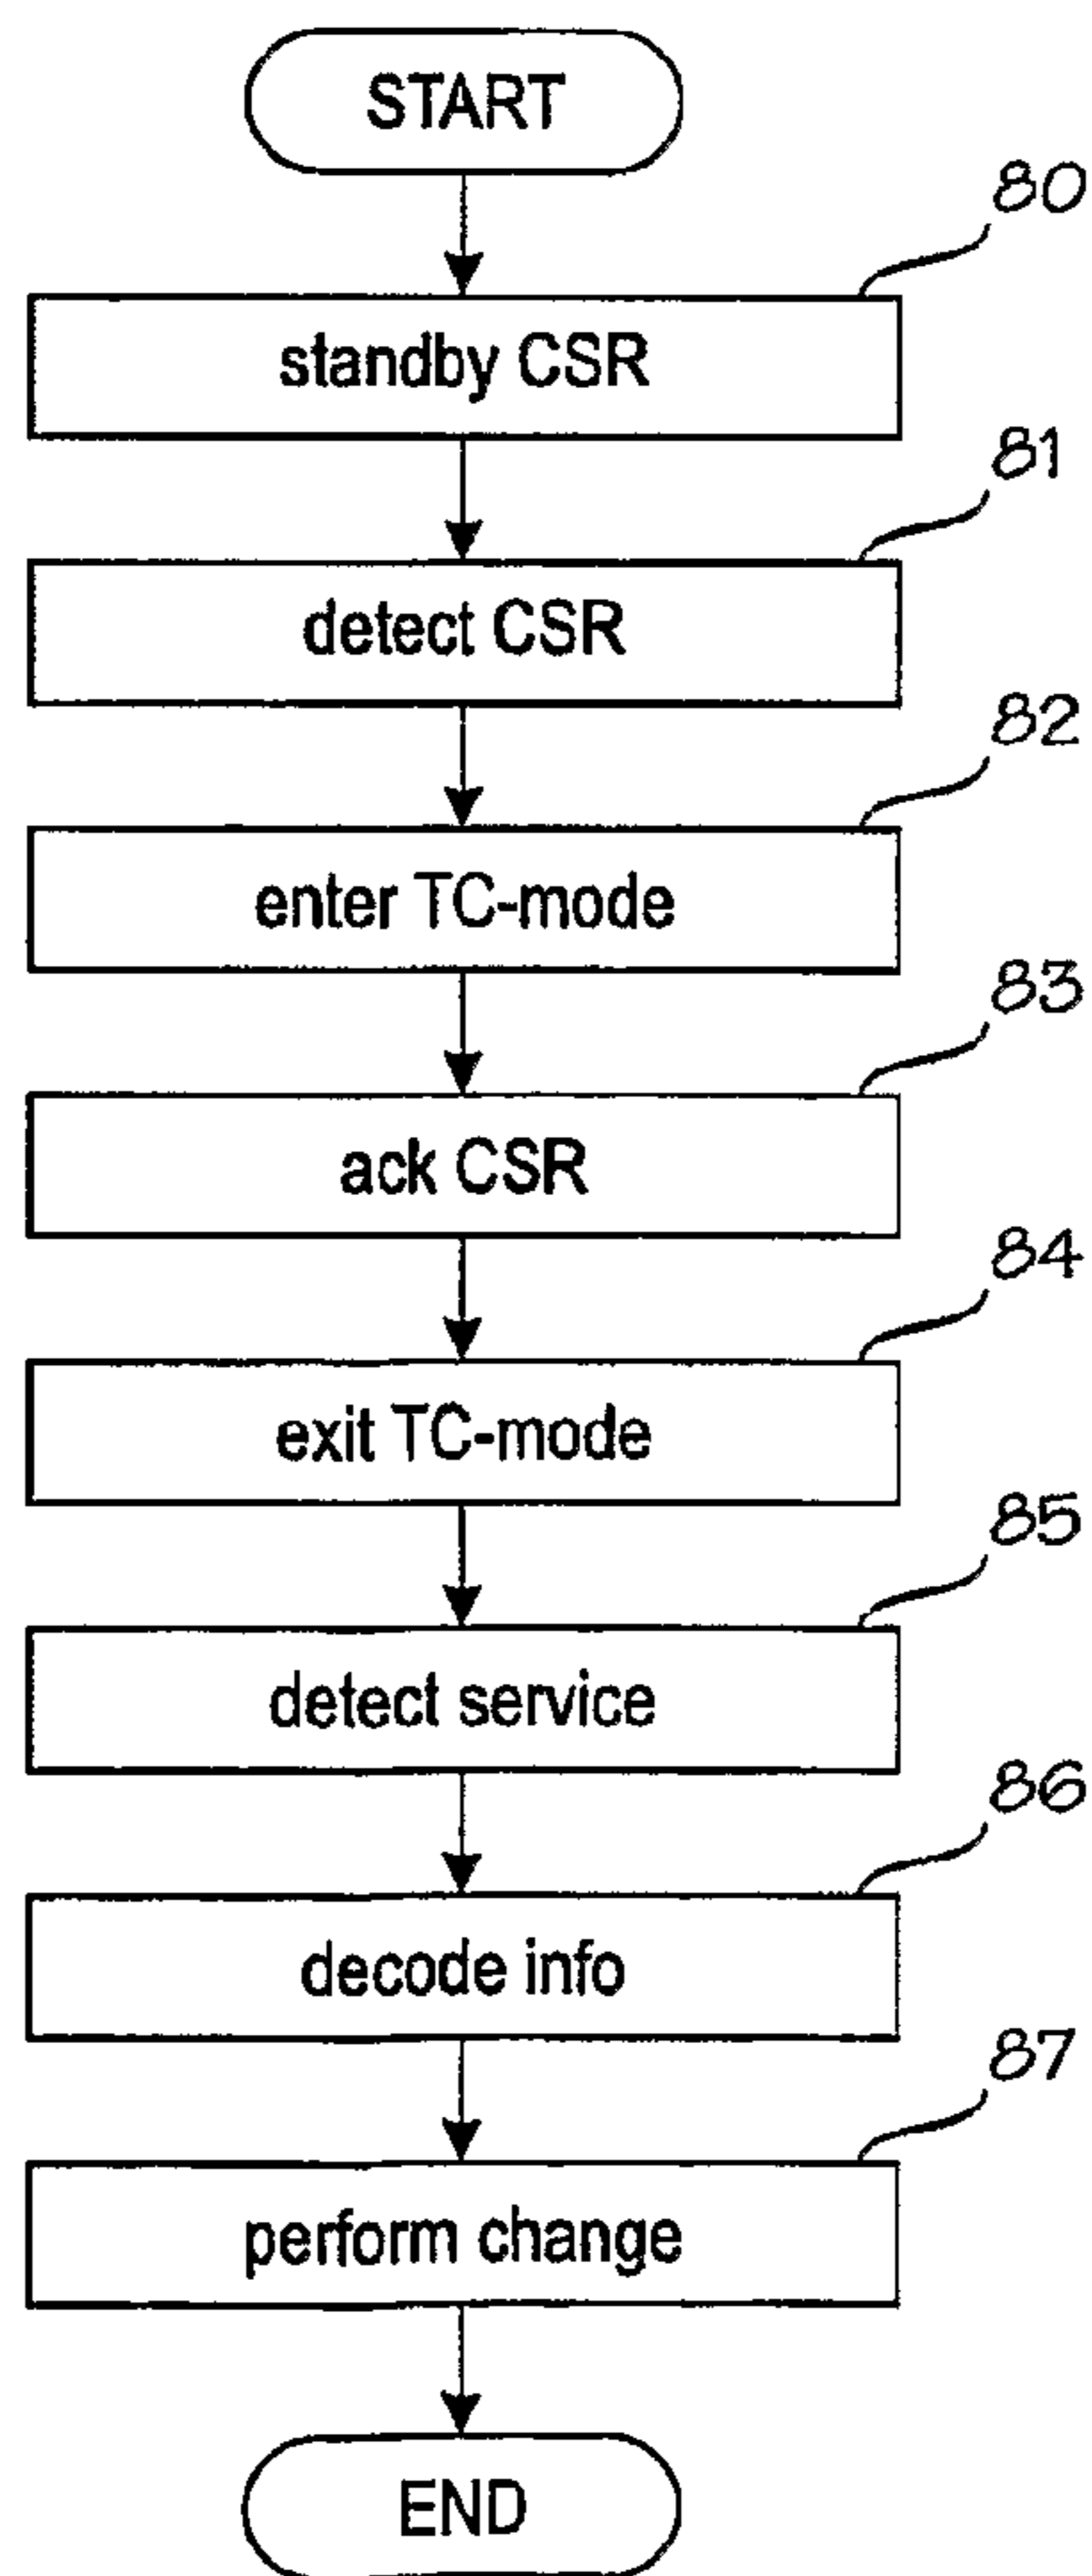 START
80
standby CSR
81
detect CSR
82
enter TC-mode
83
ack CSR
84
exit TC-mode
85
detect service
86
decode info
87
perform change
END